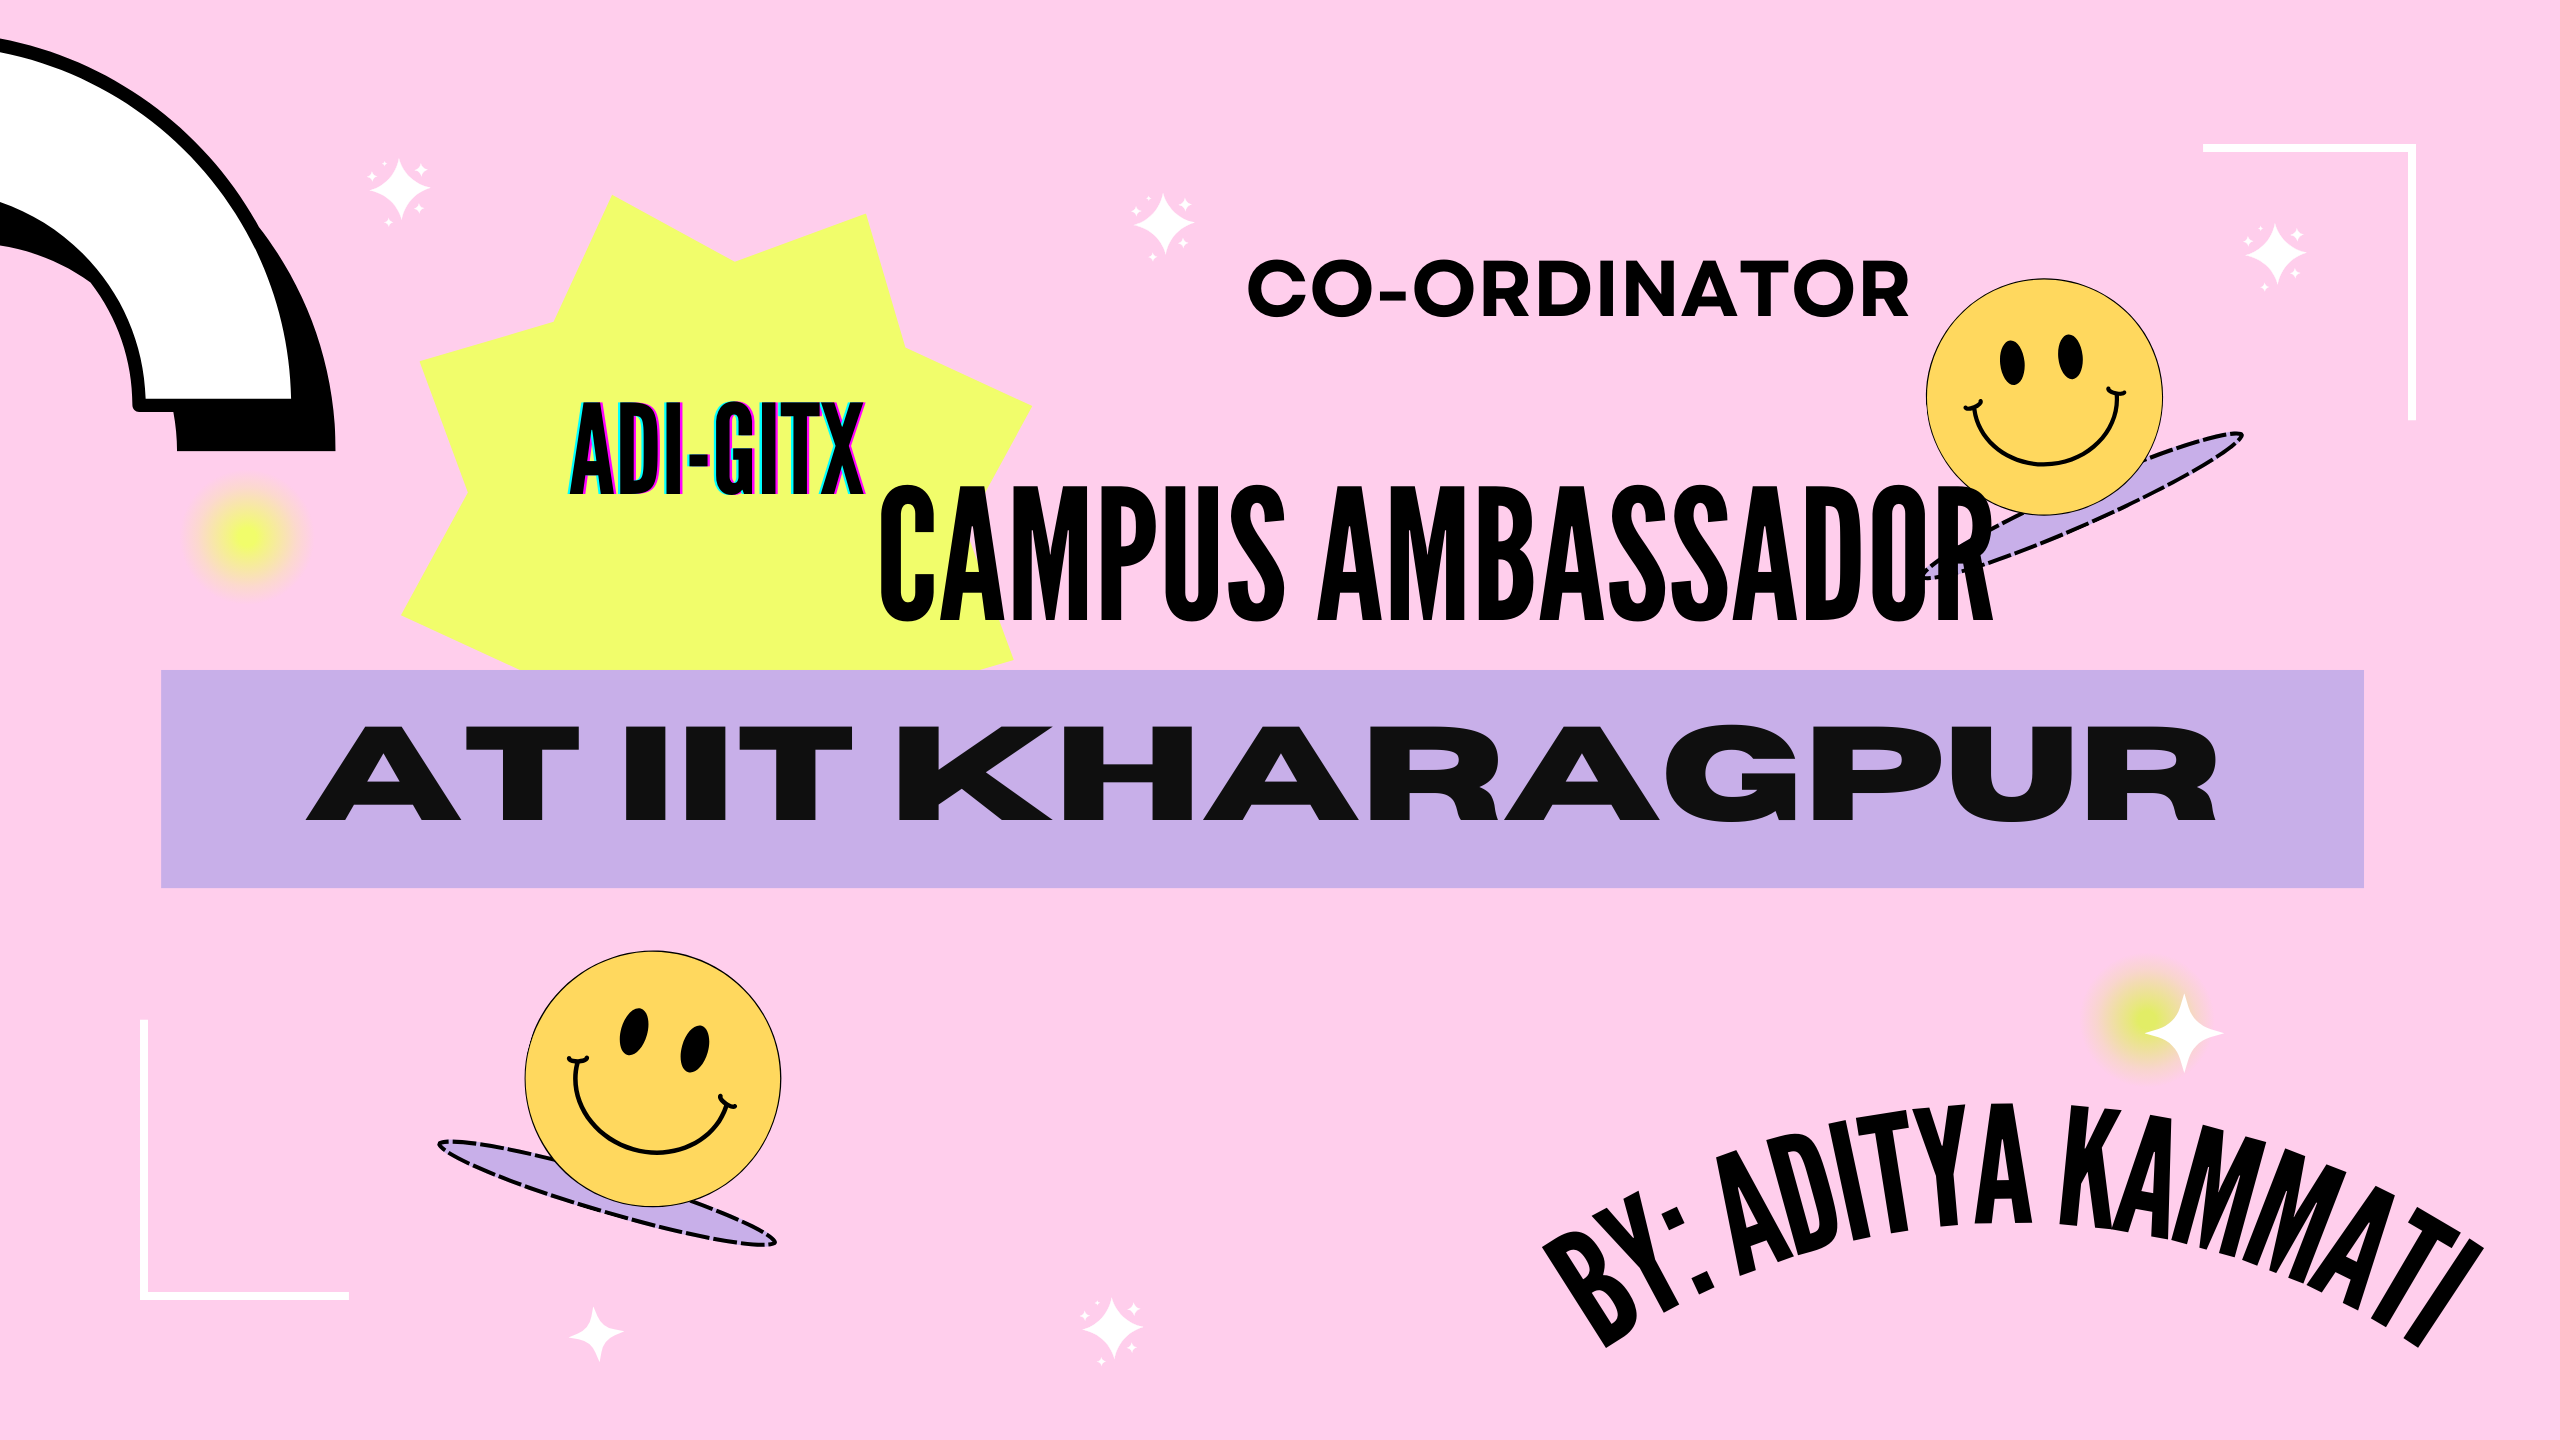 CO-ORDINATOR
ADI-GITX
CAMPUS AMBASSADOR
AT IIT KHARAGPUR
BY: ADITYA KAMMATI